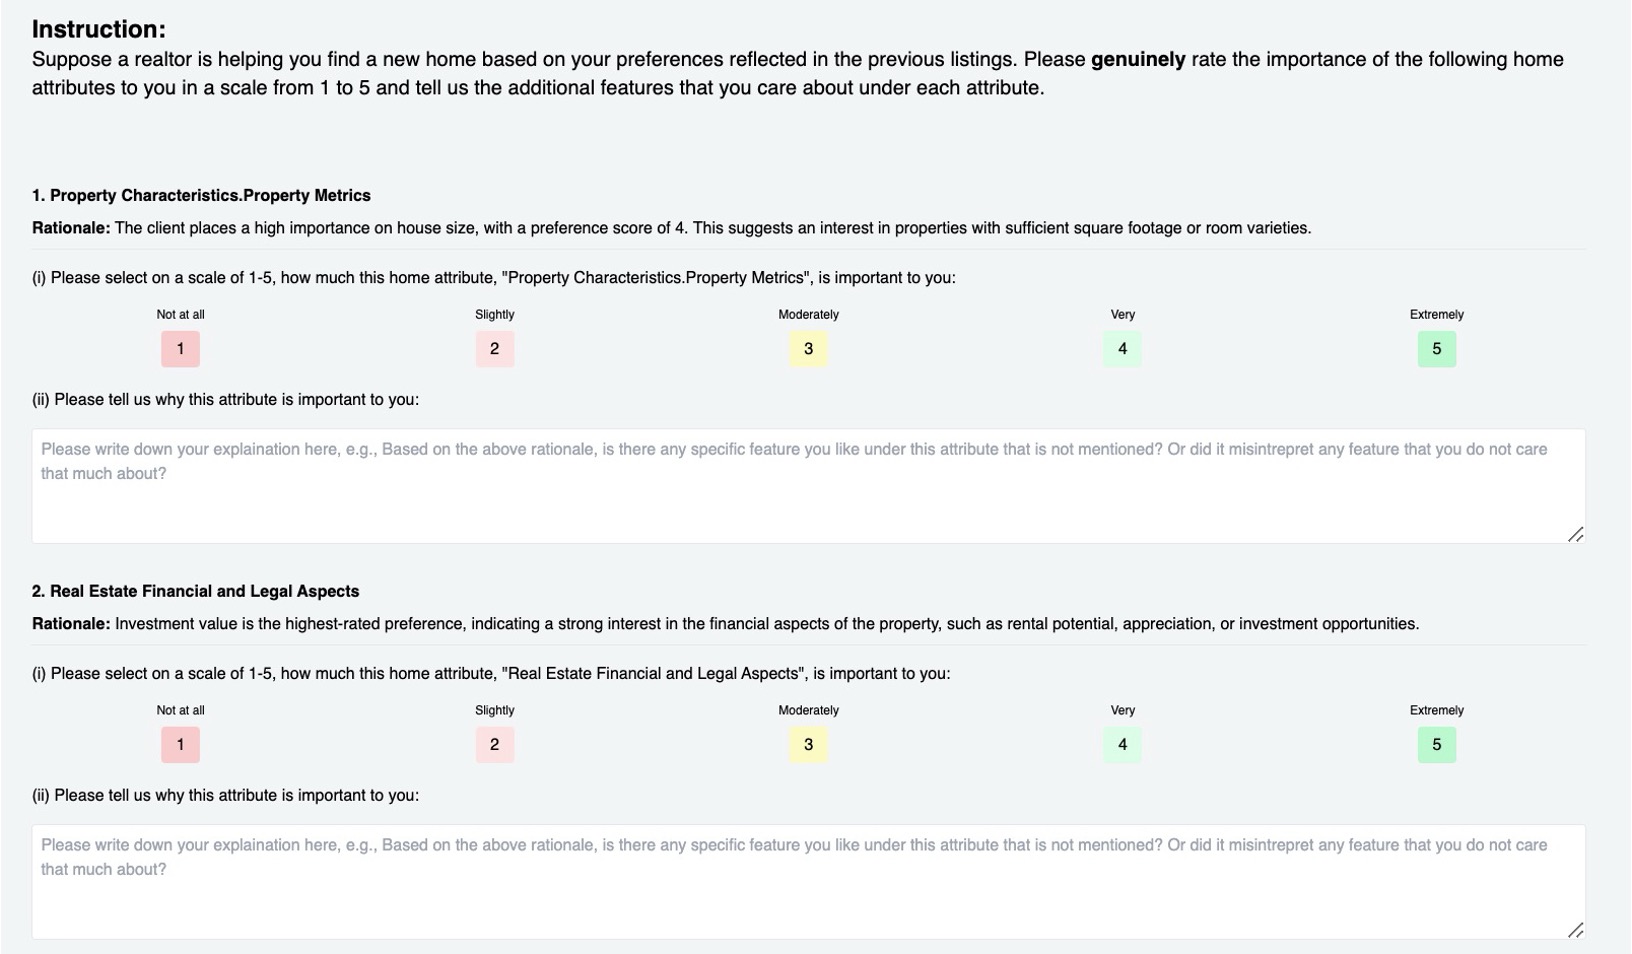 Instruction:
Suppose a realtor is helping you find a new home based on your preferences reflected in the previous listings. Please genuinely rate the importance of the following home
attributes to you in a scale from 1 to 5 and tell us the additional features that you care about under each attribute.
1. Property Characteristics.Property Metrics
Rationale: The client places a high importance on house size, with a preference score of 4. This suggests an interest in properties with sufficient square footage or room varieties.
(i) Please select on a scale of 1-5, how much this home attribute, "Property Characteristics.Property Metrics", is important to you:
Not at all Slightly Moderately Very Extremely
1 2 3 4 5
(ii) Please tell us why this attribute is important to you:
Please write down your explaination here, e.g., Based on the above rationale, is there any specific feature you like under this attribute that is not mentioned? Or did it misintrepret any feature that you do not care
that much about?
2. Real Estate Financial and Legal Aspects
Rationale: Investment value is the highest-rated preference, indicating a strong interest in the financial aspects of the property, such as rental potential, appreciation, or investment opportunities.
(i) Please select on a scale of 1-5, how much this home attribute, "Real Estate Financial and Legal Aspects", is important to you:
Not at all Slightly Moderately Very Extremely
1 2 3 4 5
(ii) Please tell us why this attribute is important to you:
Please write down your explaination here, e.g., Based on the above rationale, is there any specific feature you like under this attribute that is not mentioned? Or did it misintrepret any feature that you do not care
that much about?